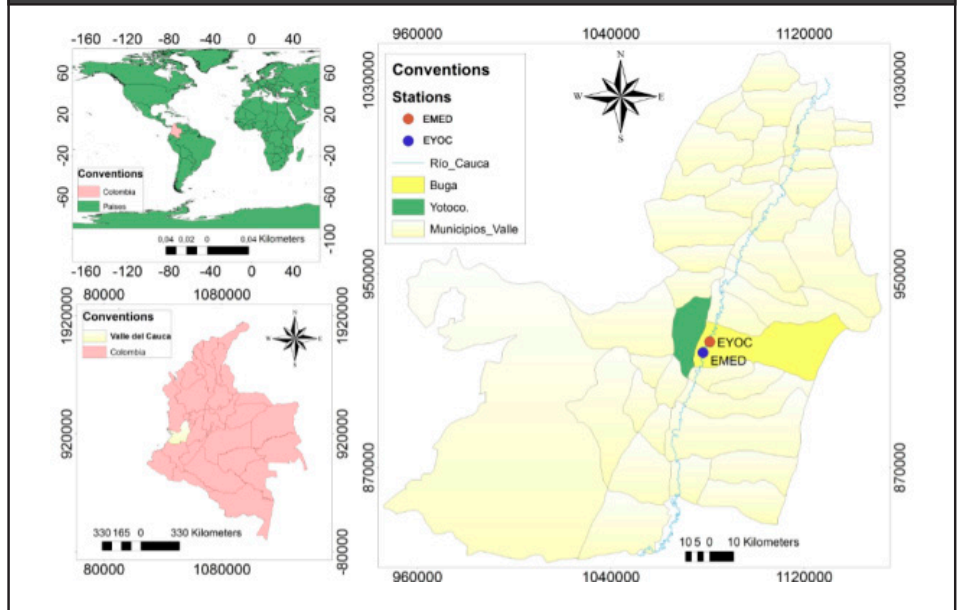 -160 -120 -80 -40 0 40
60
20
-20
-60
-100
60
20
-20
-60
-100
Conventions
Colombia
Países
0,04 0,02 0 0,04 Kilometers
-160 -120 -80 -40 0 40
80000 1080000
1920000
920000
-80000
1920000
920000
-80000
Conventions
Valle del Cauca
Colombia
N
W E
S
330 165 0 330 Kilometers
80000 1080000
960000 1040000 1120000
1030000
950000
870000
1030000
950000
870000
Conventions
Stations
EMED
EYOC
Río_Cauca
Buga
Yotoco.
Municipios_Valle
N
W E
S
EYOC
EMED
10 5 0 10 Kilometers
960000 1040000 1120000